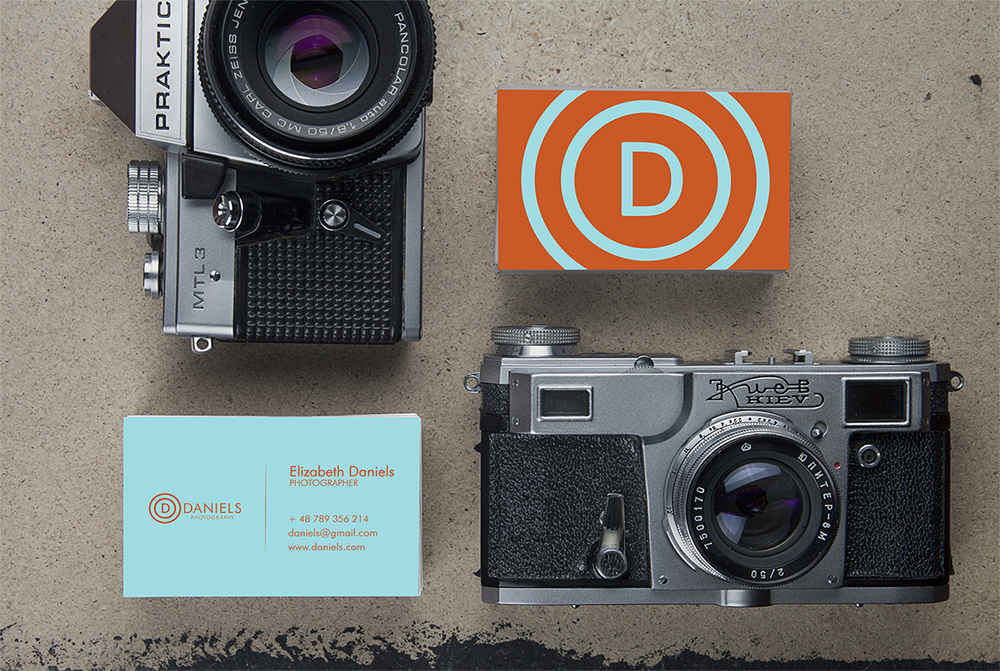 PRAKTIC
PANCOLAR auto 1.8/50 MC CARL ZEISS JEN
MTL 3
D
Киев
KIEV
ЮПИТЕР-8М
2/50
7500170
D DANIELS
PHOTOGRAPHY
Elizabeth Daniels
PHOTOGRAPHER
+ 48 789 356 214
daniels@gmail.com
www.daniels.com